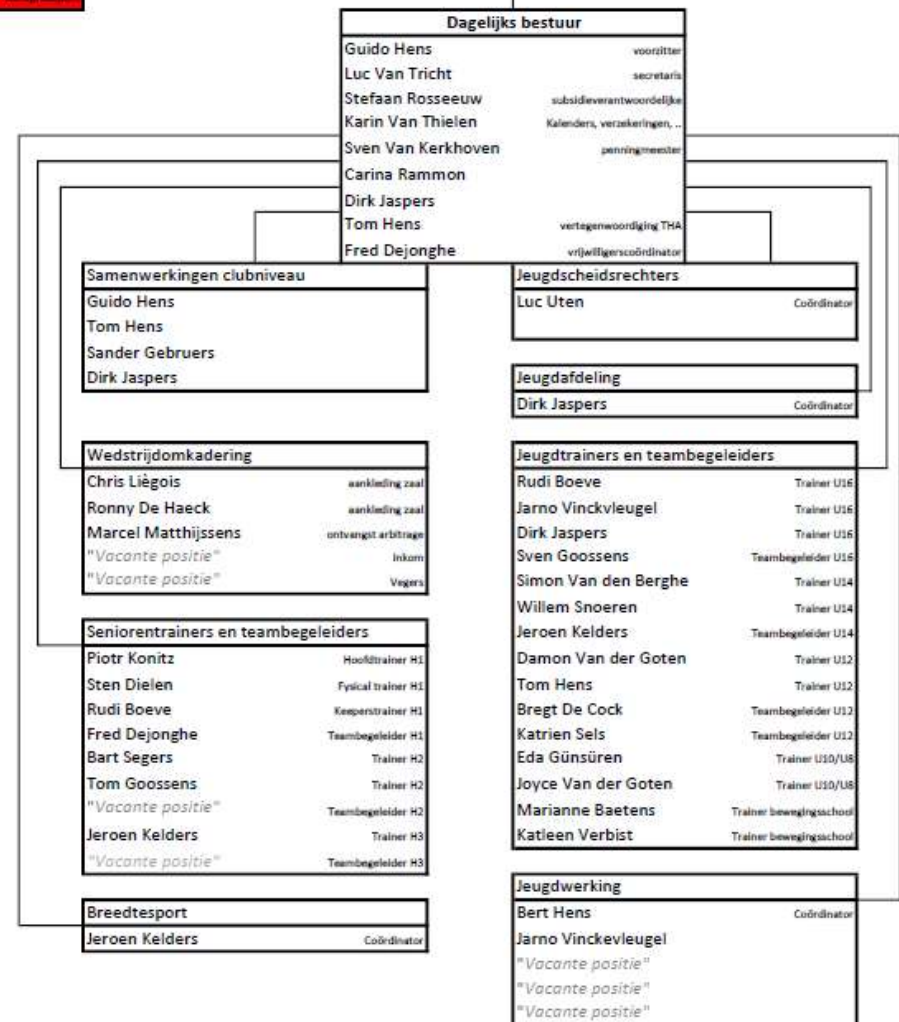 Dagelijks bestuur
Guido Hens voorzitter
Luc Van Tricht secretaris
Stefaan Rosseeuw subsidieverantwoordelijke
Karin Van Thielen Kalenders, verzekeringen, ..
Sven Van Kerkhoven penningmeester
Carina Rammon
Dirk Jaspers
Tom Hens vertegenwoordiging THA
Fred Dejonghe vrijwilligerscoördinator
Samenwerkingen clubniveau
Guido Hens
Tom Hens
Sander Gebruers
Dirk Jaspers
Jeugdscheidsrechters
Luc Uten Coördinator
Jeugdafdeling
Dirk Jaspers Coördinator
Wedstrijdomkadering
Chris Liègois aankleding zaal
Ronny De Haeck aankleding zaal
Marcel Matthijssens ontvangst arbitrage
"Vacante positie" Inkom
"Vacante positie" Vegers
Jeugdtrainers en teambegeleiders
Rudi Boeve Trainer U16
Jarno Vinckvleugel Trainer U16
Dirk Jaspers Trainer U16
Sven Goossens Teambegeleider U16
Simon Van den Berghe Trainer U14
Willem Snoeren Trainer U14
Jeroen Kelders Teambegeleider U14
Damon Van der Goten Trainer U12
Tom Hens Trainer U12
Bregt De Cock Teambegeleider U12
Katrien Sels Teambegeleider U12
Eda Günsüren Trainer U10/U8
Joyce Van der Goten Trainer U10/U8
Marianne Baetens Trainer bewegingsschool
Katleen Verbist Trainer bewegingsschool
Seniorentrainers en teambegeleiders
Piotr Konitz Hoofdtrainer H1
Sten Dielen Fysical trainer H1
Rudi Boeve Keeperstrainer H1
Fred Dejonghe Teambegeleider H1
Bart Segers Trainer H2
Tom Goossens Trainer H2
"Vacante positie" Teambegeleider H2
Jeroen Kelders Trainer H3
"Vacante positie" Teambegeleider H3
Breedtesport
Jeroen Kelders Coördinator
Jeugdwerking
Bert Hens Coördinator
Jarno Vinckevleugel
"Vacante positie"
"Vacante positie"
"Vacante positie"